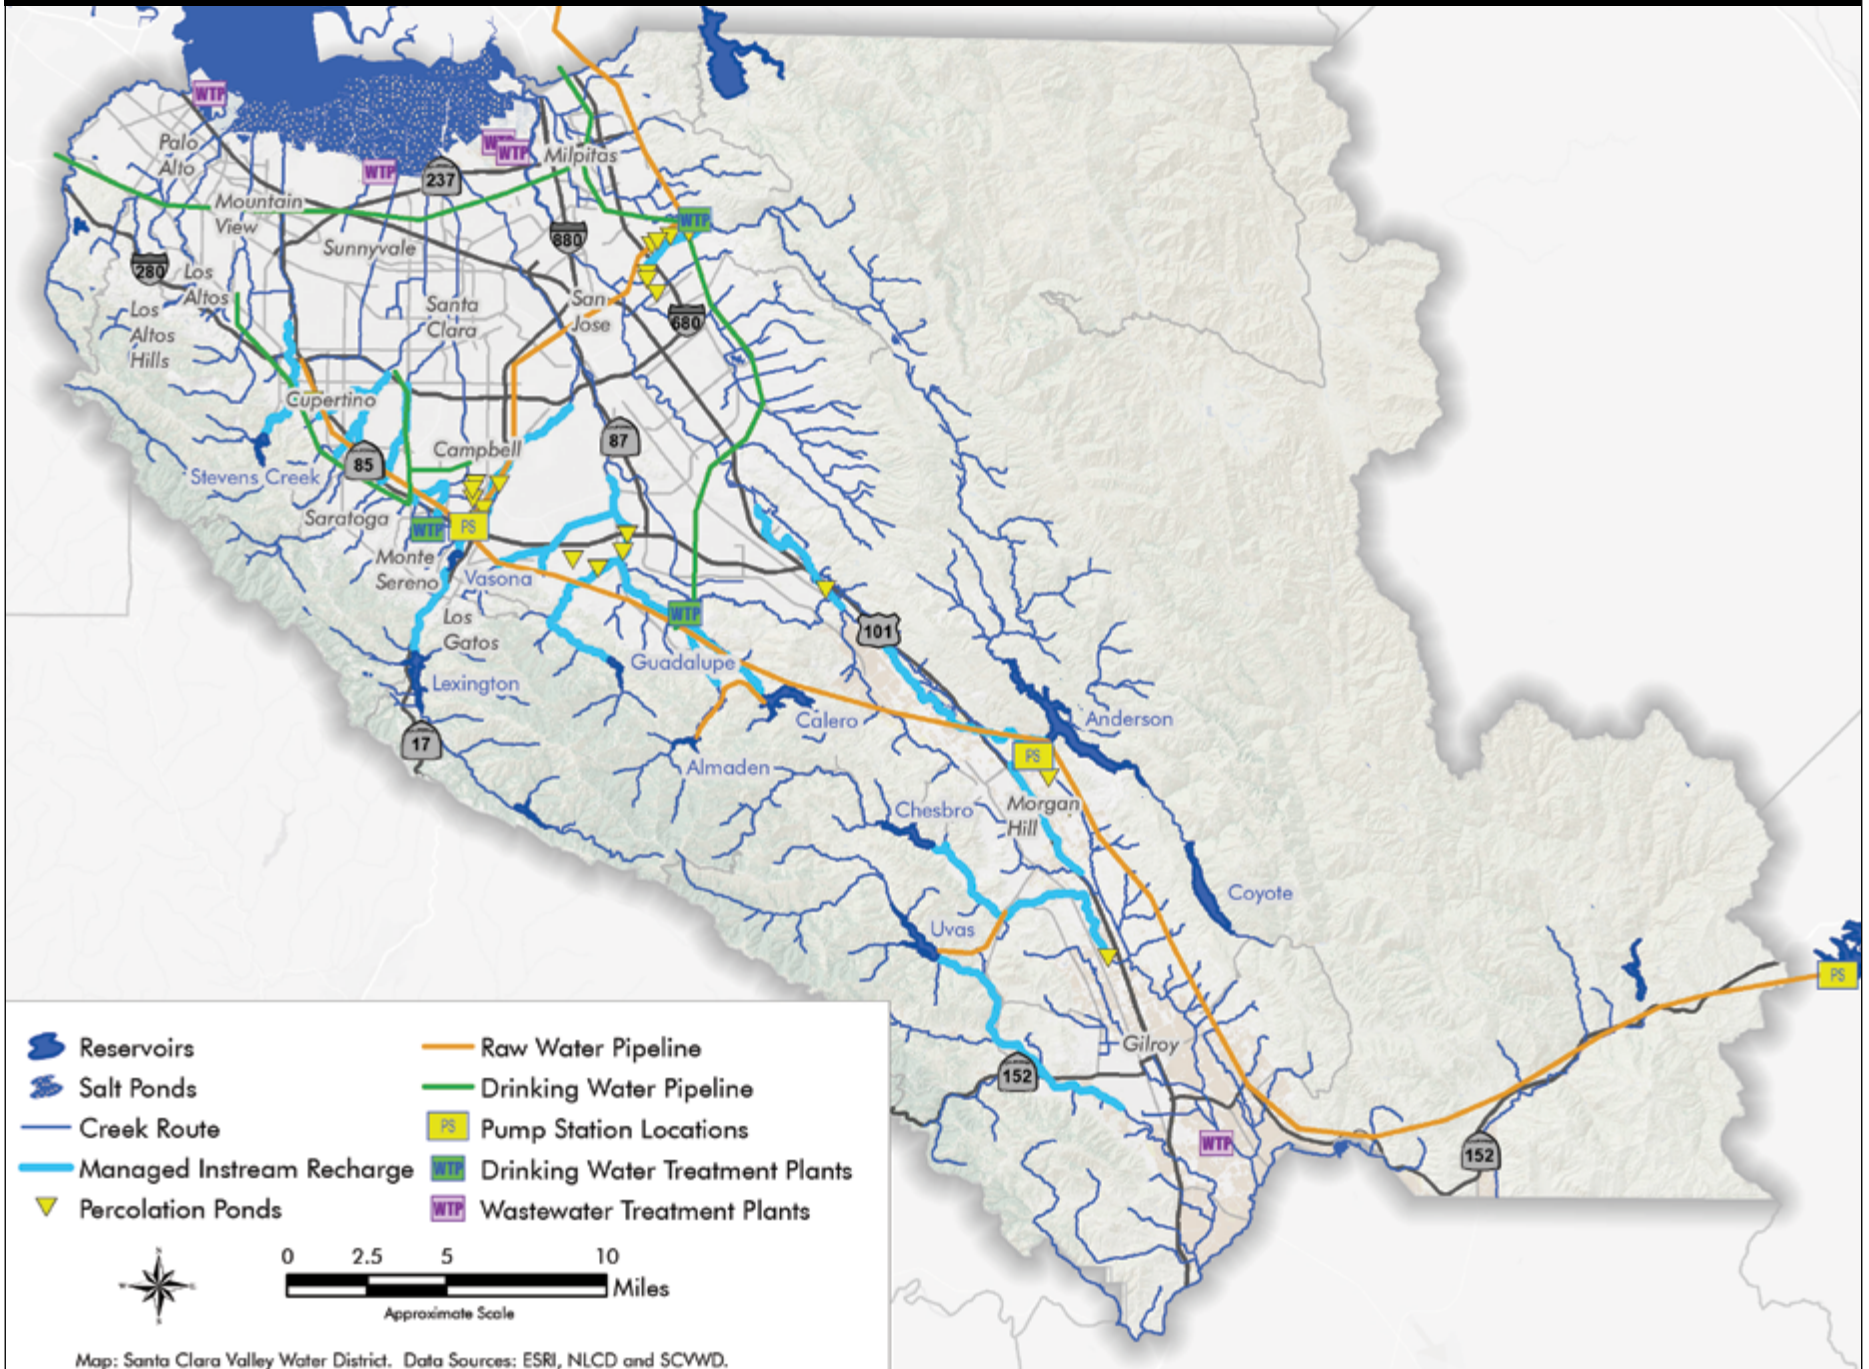 WTP
Palo
Alto
WTP
WTP
WTP
237
Milpitas
Mountain
View
WTP
880
Sunnyvale
280
Los
Altos
Los
Altos
Hills
Santa
Clara
San
Jose
680
Cupertino
87
Campbell
85
Stevens Creek
Saratoga
WTP
PS
Monte
Sereno
Vasona
Los
Gatos
WTP
101
Guadalupe
Lexington
Calero
Anderson
17
PS
Almaden
Chesbro
Morgan
Hill
Coyote
Uvas
PS
Gilroy
152
WTP
152
Reservoirs
Salt Ponds
Creek Route
Managed Instream Recharge
Percolation Ponds
Raw Water Pipeline
Drinking Water Pipeline
PS Pump Station Locations
WTP Drinking Water Treatment Plants
WTP Wastewater Treatment Plants
N
W E
S
0 2.5 5 10
Miles
Approximate Scale
Map: Santa Clara Valley Water District. Data Sources: ESRI, NLCD and SCVWD.